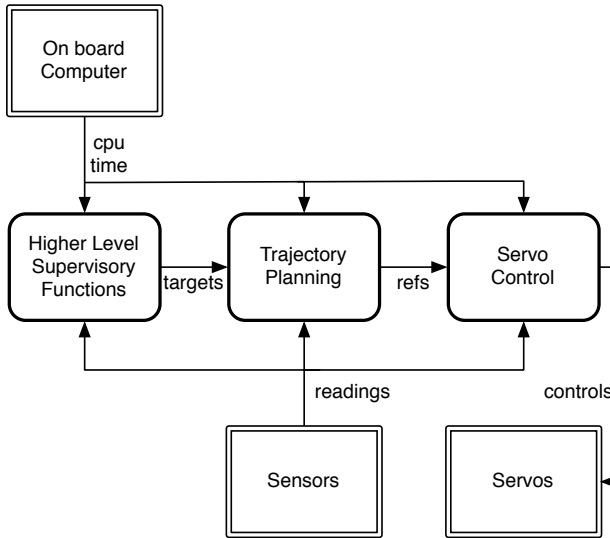 On board
Computer
cpu
time
Higher Level
Supervisory
Functions
targets
Trajectory
Planning
refs
Servo
Control
readings
controls
Sensors
Servos